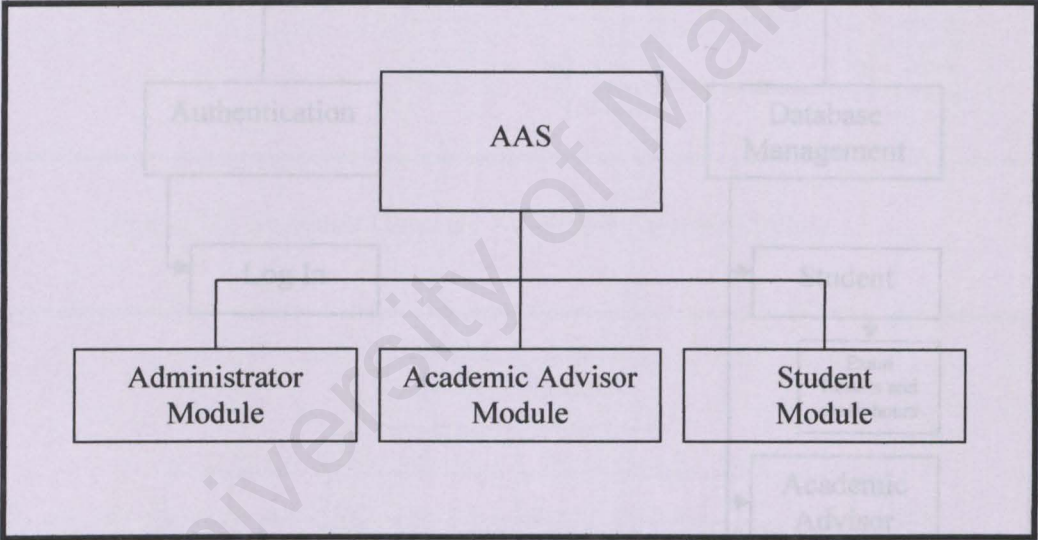 Authentication
AAS
Database
Management
Log In
Student
Administrator
Module
Academic Advisor
Module
Student
Module
Academic
Advisor